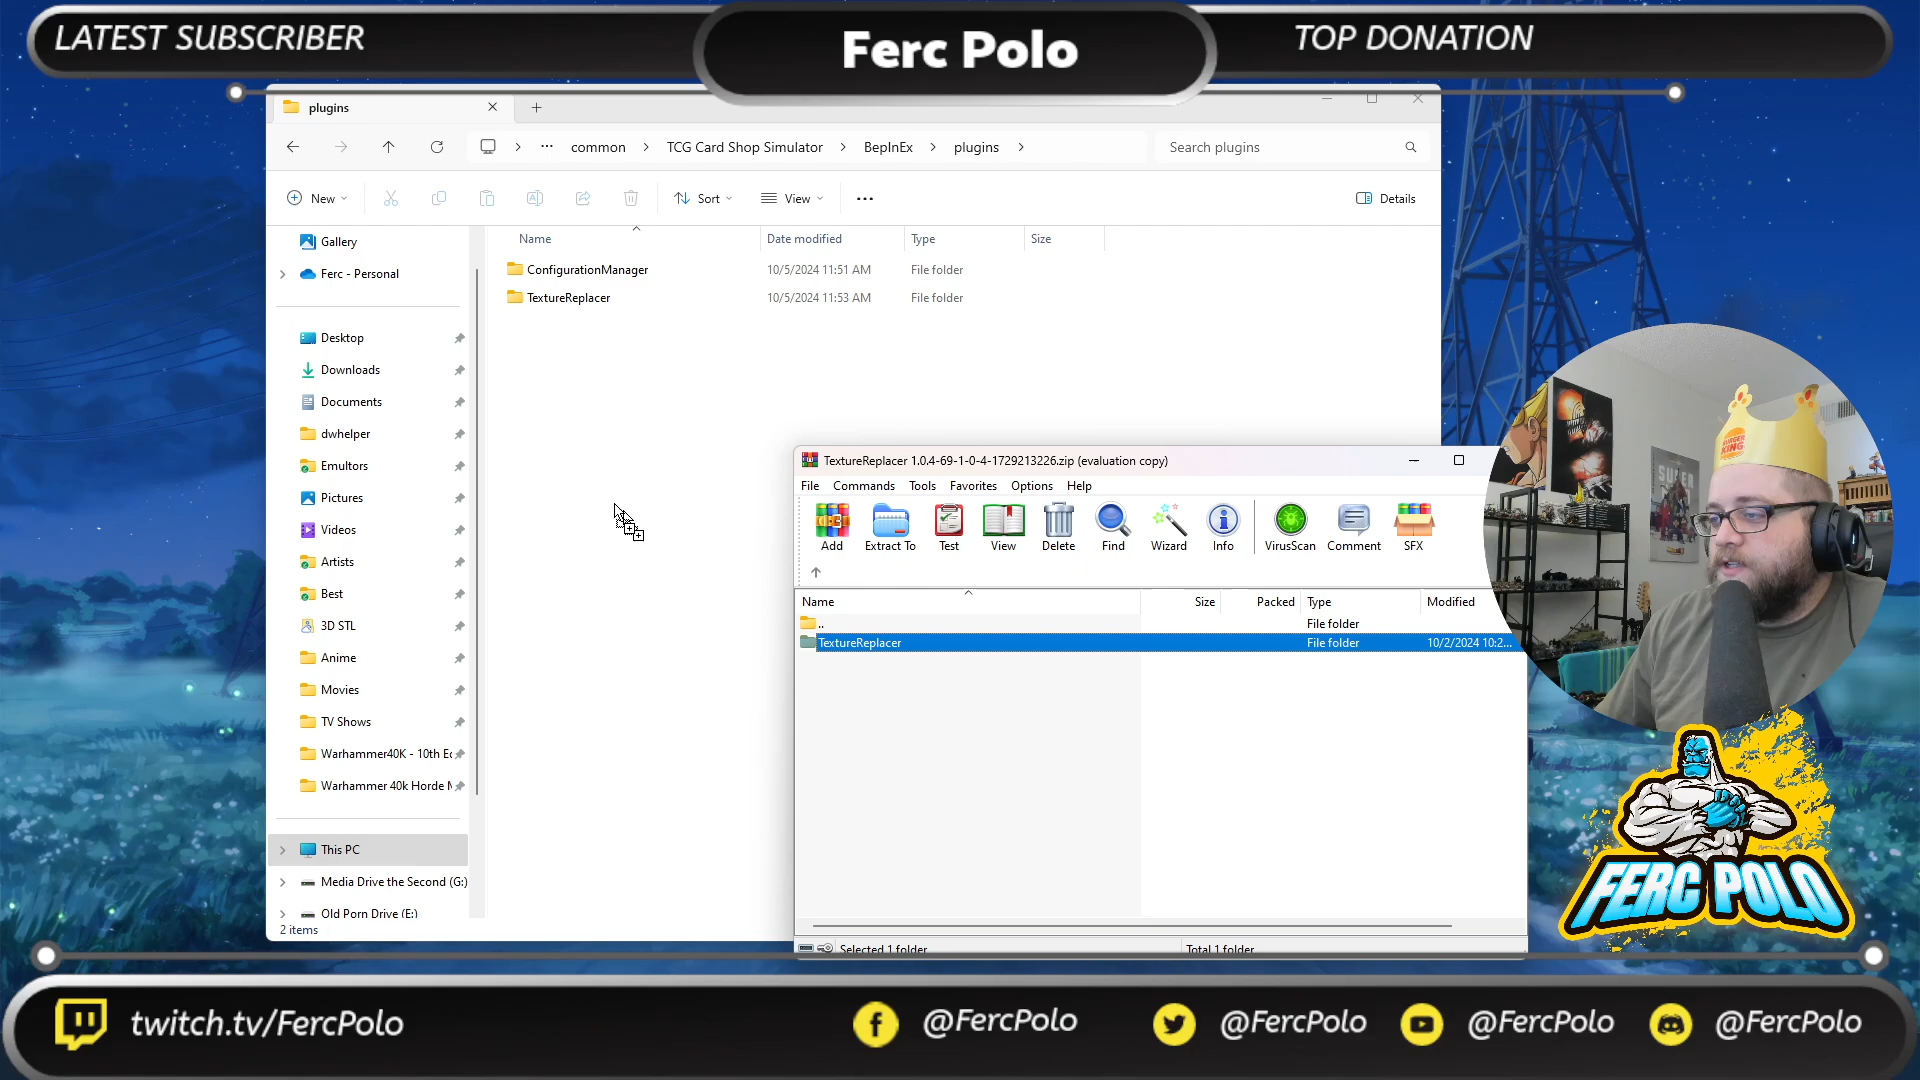 LATEST SUBSCRIBER
Ferc Polo
TOP DONATION
plugins
common
TCG Card Shop Simulator
BepInEx
plugins
Search plugins
New
Sort
View
Details
Name
Date modified
Type
Size
ConfigurationManager 10/5/2024 11:51 AM File folder
TextureReplacer 10/5/2024 11:53 AM File folder
Gallery
Ferc - Personal
Desktop
Downloads
Documents
dwhelper
Emultors
Pictures
Videos
Artists
Best
3D STL
Anime
Movies
TV Shows
Warhammer40K - 10th Ec
Warhammer 40k Horde M
This PC
Media Drive the Second (G:)
Old Porn Drive (E:)
2 items
TextureReplacer 1.0.4-69-1-0-4-1729213226.zip (evaluation copy)
File Commands Tools Favorites Options Help
Add Extract To Test View Delete Find Wizard Info VirusScan Comment SFX
Name Size Packed Type Modified
.. File folder
TextureReplacer File folder 10/2/2024 10:2...
Selected 1 folder
Total 1 folder
BURGER
KING
FERC POLO
twitch.tv/FercPolo
@FercPolo
@FercPolo
@FercPolo
@FercPolo